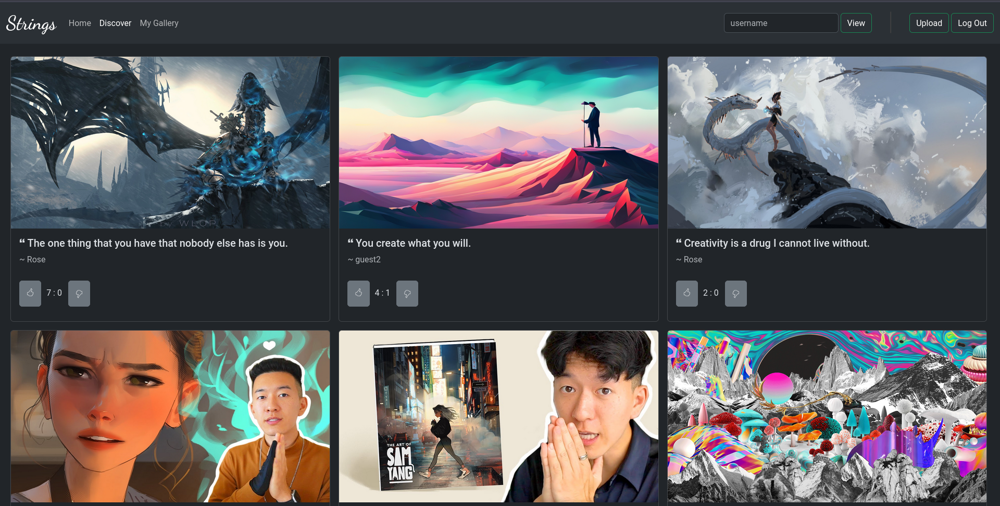 Strings
Home Discover My Gallery
username View Upload Log Out
WLOP
❝ The one thing that you have that nobody else has is you.
~ Rose
7 : 0
❝ You create what you will.
~ guest2
4 : 1
❝ Creativity is a drug I cannot live without.
~ Rose
2 : 0
THE ART OF
SAM
YANG